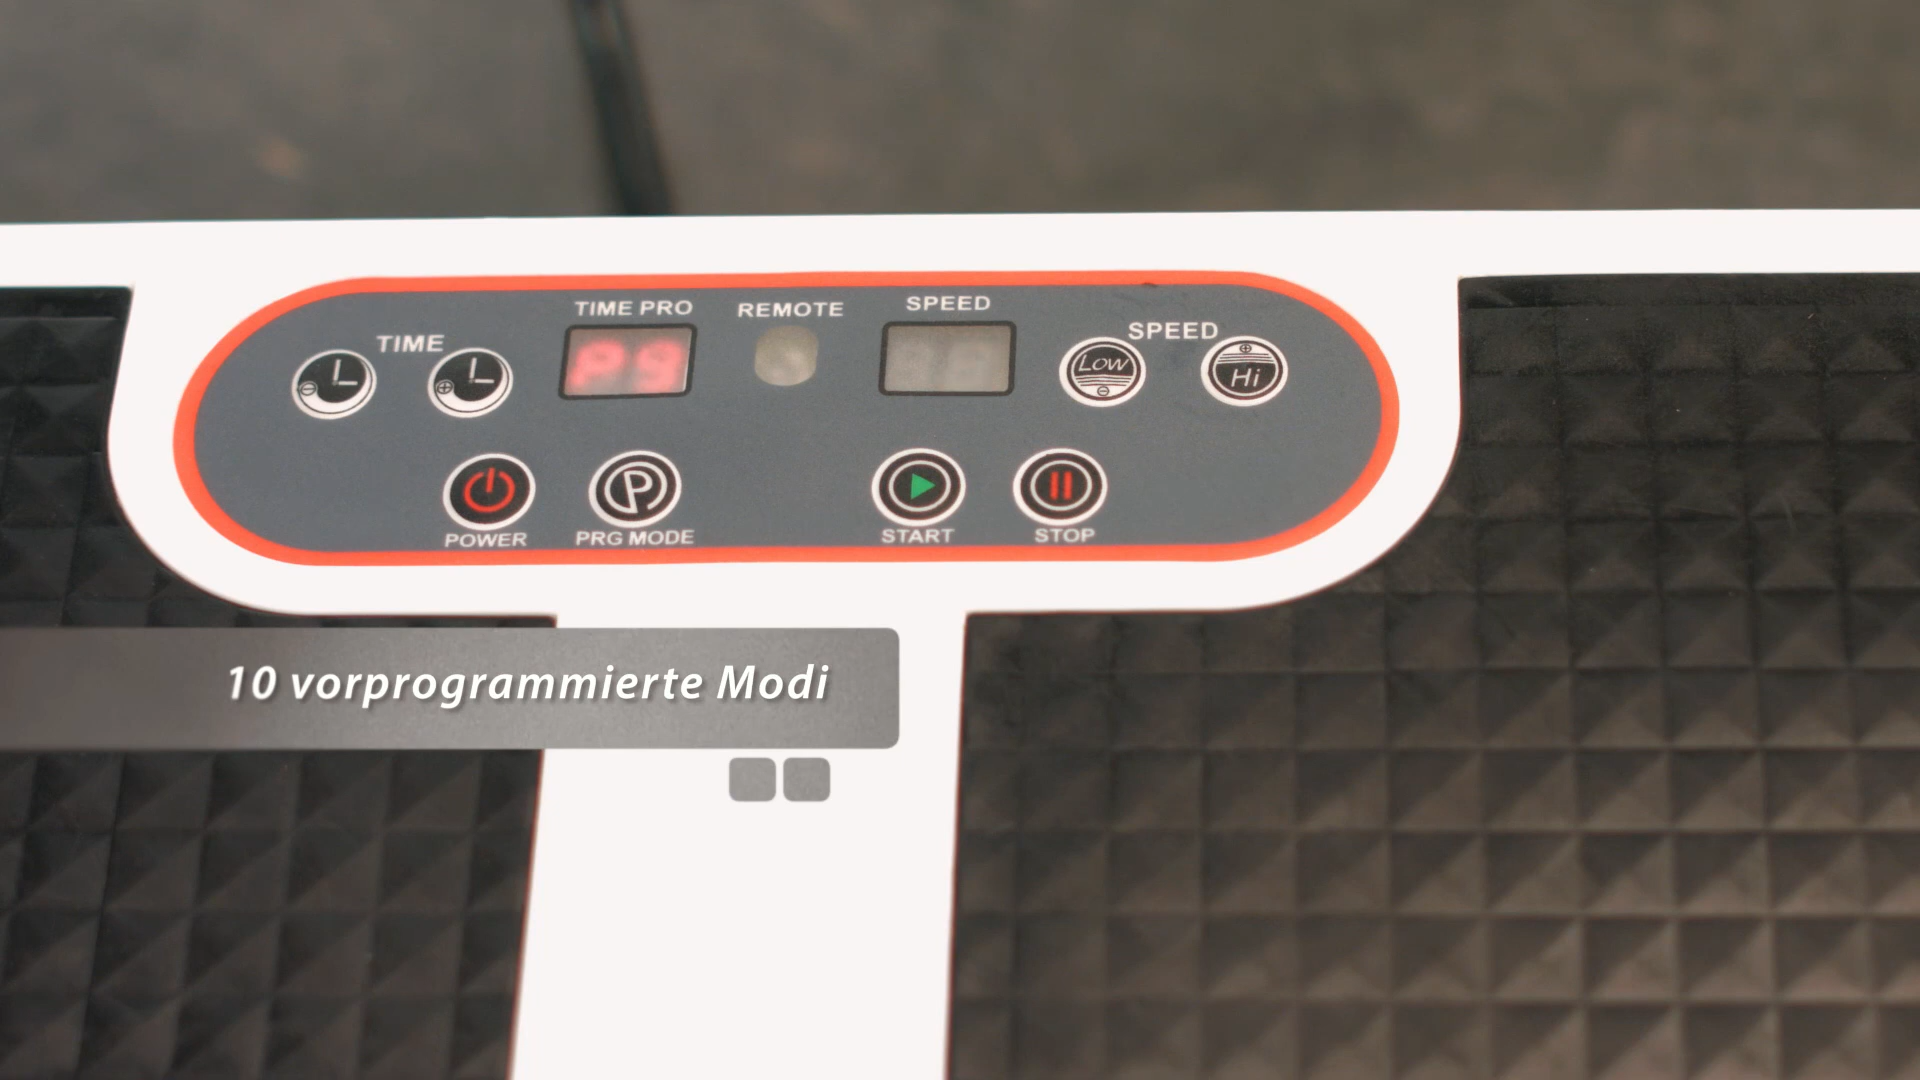 TIME PRO
REMOTE
SPEED
TIME
SPEED
P9
Low
Hi
P
POWER
PRG MODE
START
STOP
10 vorprogrammierte Modi